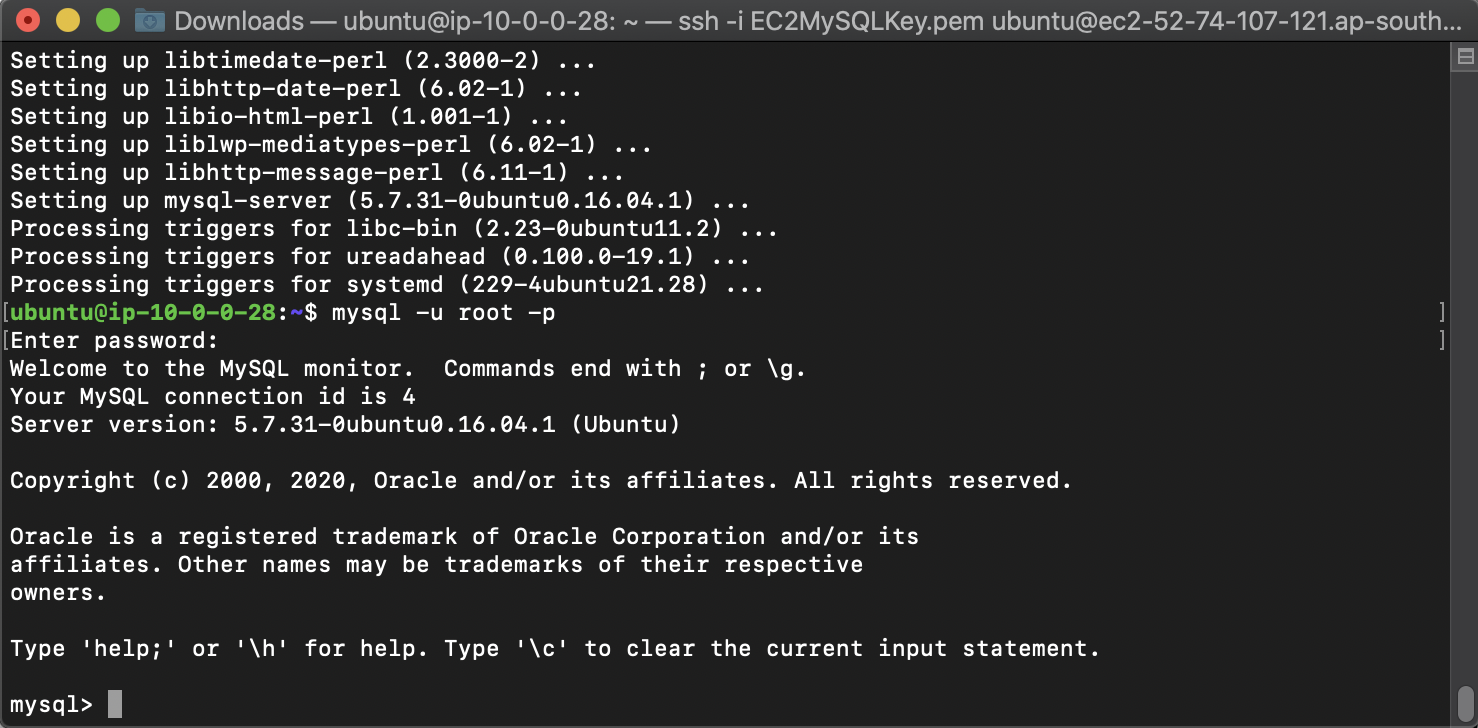 Downloads — ubuntu@ip-10-0-0-28: ~ — ssh -i EC2MySQLKey.pem ubuntu@ec2-52-74-107-121.ap-south...
Setting up libtimedate-perl (2.3000-2) ...
Setting up libhttp-date-perl (6.02-1) ...
Setting up libio-html-perl (1.001-1) ...
Setting up liblwp-mediatypes-perl (6.02-1) ...
Setting up libhttp-message-perl (6.11-1) ...
Setting up mysql-server (5.7.31-0ubuntu0.16.04.1) ...
Processing triggers for libc-bin (2.23-0ubuntu11.2) ...
Processing triggers for ureadahead (0.100.0-19.1) ...
Processing triggers for systemd (229-4ubuntu21.28) ...
[ubuntu@ip-10-0-0-28:~$ mysql -u root -p ]
[Enter password: ]
Welcome to the MySQL monitor.  Commands end with ; or \g.
Your MySQL connection id is 4
Server version: 5.7.31-0ubuntu0.16.04.1 (Ubuntu)
Copyright (c) 2000, 2020, Oracle and/or its affiliates. All rights reserved.
Oracle is a registered trademark of Oracle Corporation and/or its
affiliates. Other names may be trademarks of their respective
owners.
Type 'help;' or '\h' for help. Type '\c' to clear the current input statement.
mysql>